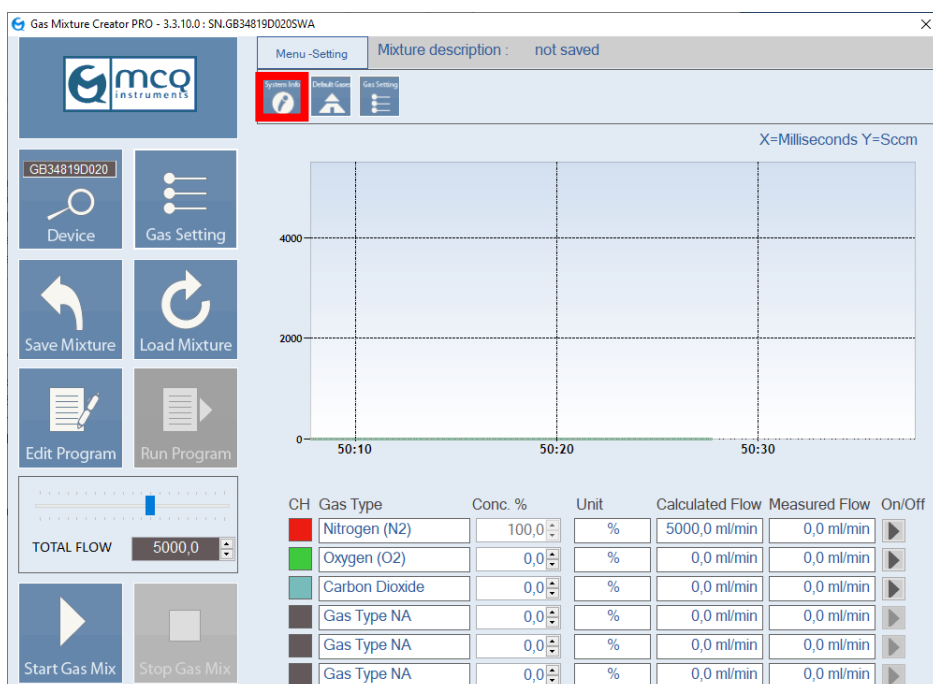 Gas Mixture Creator PRO - 3.3.10.0 : SN.GB34819D020SWA
mcq
instruments
Menu -Setting
Mixture description : not saved
System Info
Default Gases
Gas Setting
X=Milliseconds Y=Sccm
GB34819D020
Device
Gas Setting
Save Mixture
Load Mixture
Edit Program
Run Program
TOTAL FLOW 5000,0
Start Gas Mix
Stop Gas Mix
4000
2000
0
50:10 50:20 50:30
CH Gas Type Conc. % Unit Calculated Flow Measured Flow On/Off
Nitrogen (N2) 100,0 % 5000,0 ml/min 0,0 ml/min
Oxygen (O2) 0,0 % 0,0 ml/min 0,0 ml/min
Carbon Dioxide 0,0 % 0,0 ml/min 0,0 ml/min
Gas Type NA 0,0 % 0,0 ml/min 0,0 ml/min
Gas Type NA 0,0 % 0,0 ml/min 0,0 ml/min
Gas Type NA 0,0 % 0,0 ml/min 0,0 ml/min